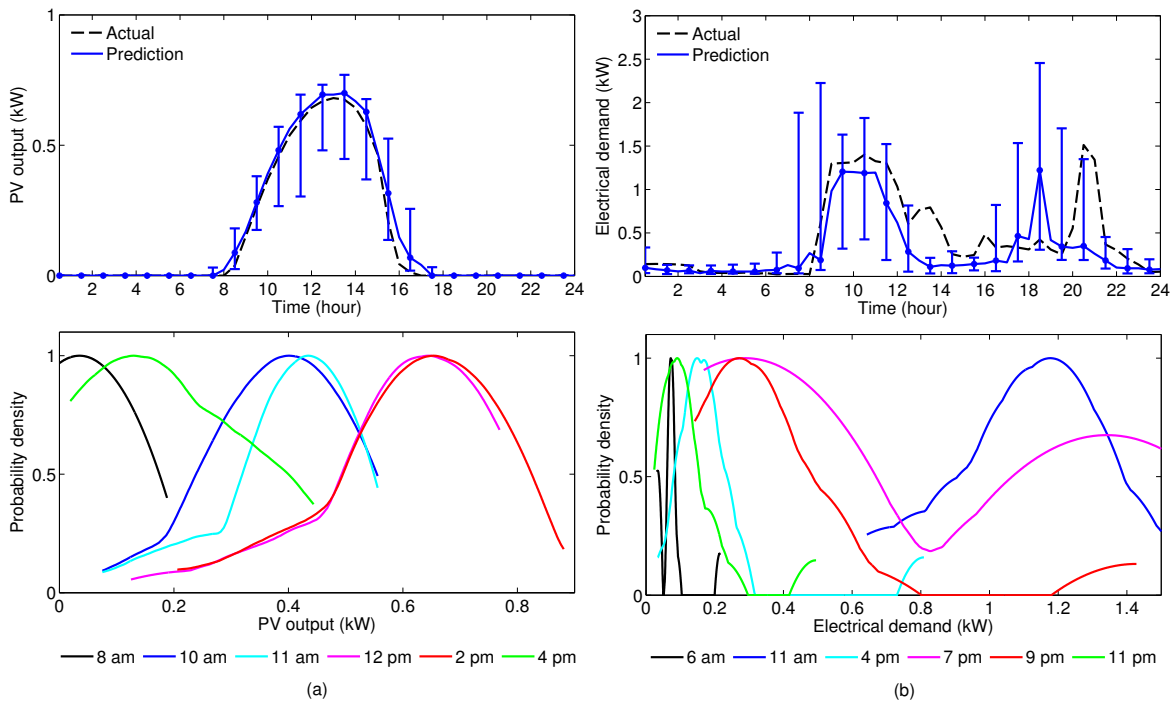 1
Actual
Prediction
0.5
0
PV output (kW)
2 4 6 8 10 12 14 16 18 20 22 24
Time (hour)
1
0.5
0
Probability density
0 0.2 0.4 0.6 0.8
PV output (kW)
8 am 10 am 11 am 12 pm 2 pm 4 pm
(a)
3
Actual
Prediction
2.5
2
1.5
1
0.5
0
Electrical demand (kW)
2 4 6 8 10 12 14 16 18 20 22 24
Time (hour)
1
0.5
0
Probability density
0 0.2 0.4 0.6 0.8 1 1.2 1.4
Electrical demand (kW)
6 am 11 am 4 pm 7 pm 9 pm 11 pm
(b)